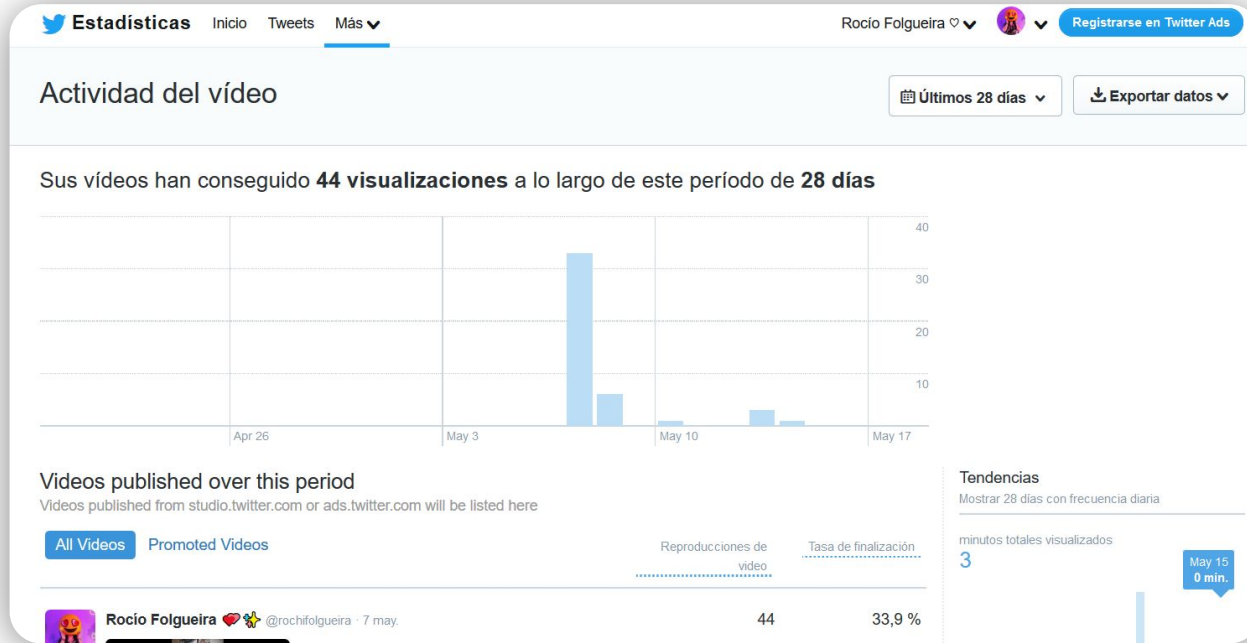 Estadísticas Inicio Tweets Más Rocío Folgueira ♡ Registrarse en Twitter Ads
Actividad del vídeo
Últimos 28 días Exportar datos
Sus vídeos han conseguido 44 visualizaciones a lo largo de este período de 28 días
40
30
20
10
Apr 26 May 3 May 10 May 17
Videos published over this period
Videos published from studio.twitter.com or ads.twitter.com will be listed here
All Videos Promoted Videos
Reproducciones de video
Tasa de finalización
Rocío Folgueira 💖✨ @rochifolgueira · 7 may. 44 33,9 %
Tendencias
Mostrar 28 días con frecuencia diaria
minutos totales visualizados
3
May 15
0 min.